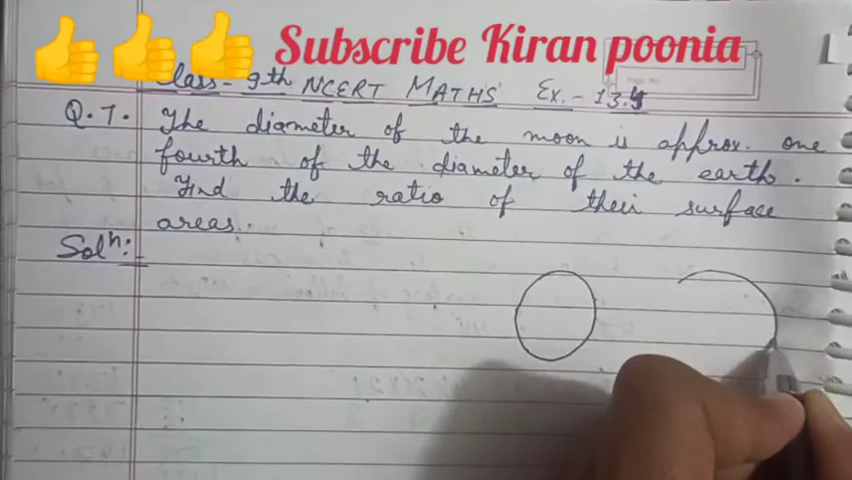 Subscribe Kiran poonia
Class - 9th NCERT MATHS Ex. - 13.4
Q.7. The diameter of the moon is approx. one
fourth of the diameter of the earth.
Find the ratio of their surface
areas.
Solⁿ:-